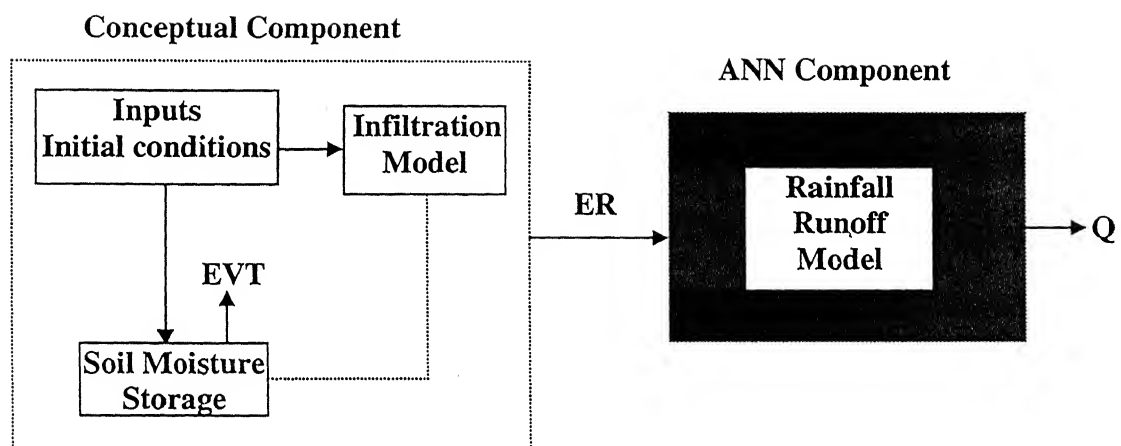 Conceptual Component
ANN Component
Inputs
Initial conditions
Infiltration
Model
ER
Rainfall
Runoff
Model
Q
EVT
Soil Moisture
Storage